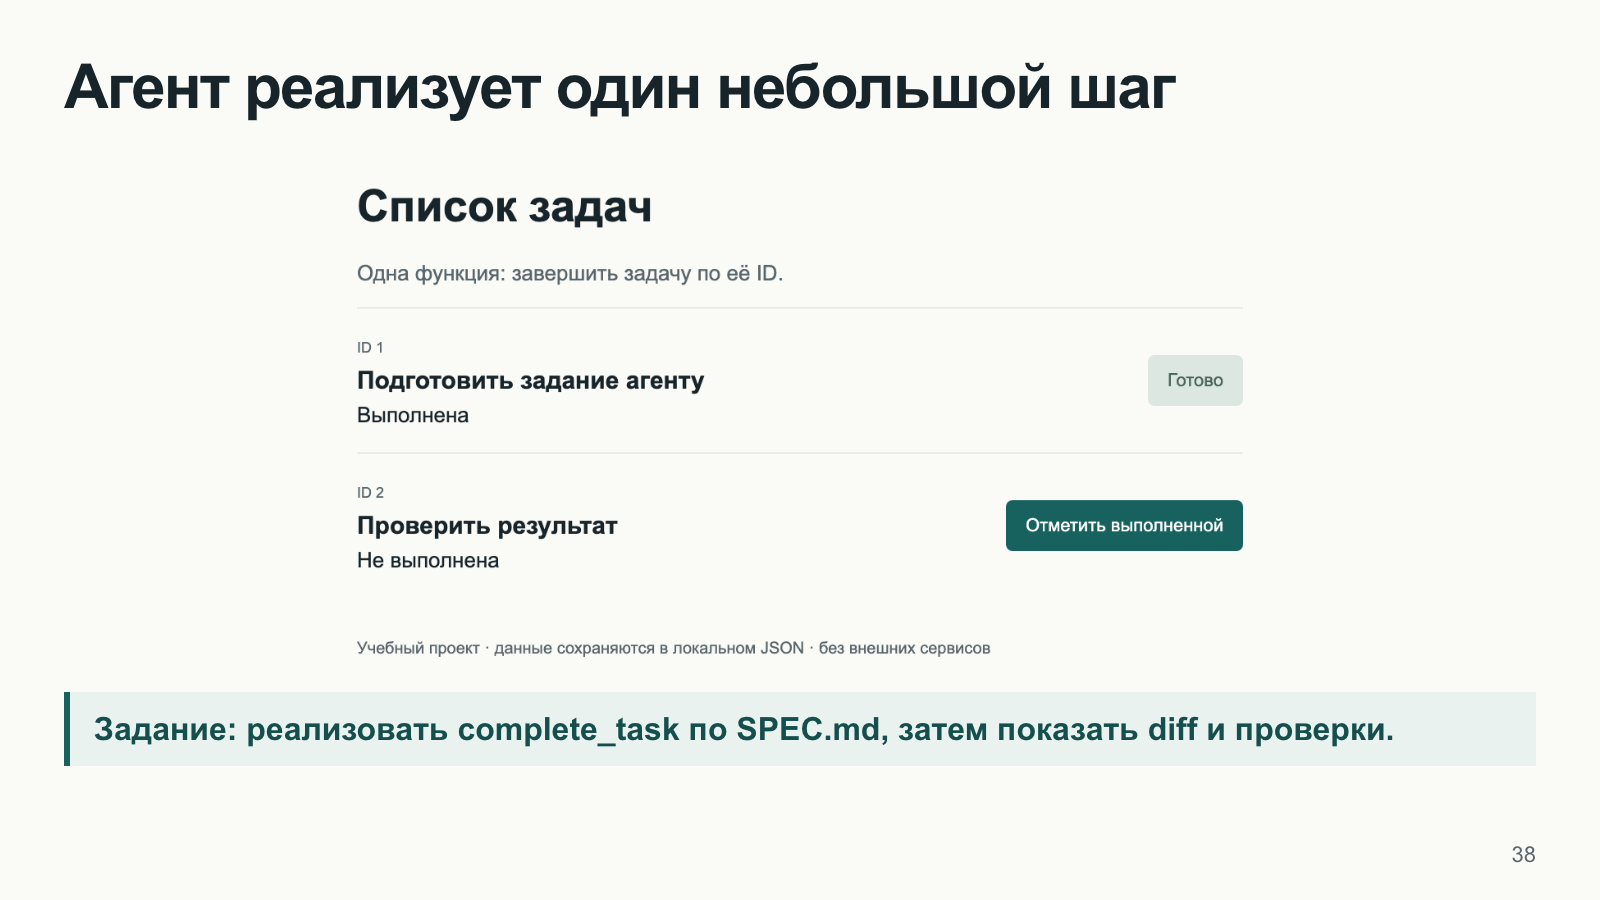 Агент реализует один небольшой шаг
Список задач
Одна функция: завершить задачу по её ID.
ID 1
Подготовить задание агенту
Выполнена
Готово
ID 2
Проверить результат
Не выполнена
Отметить выполненной
Учебный проект · данные сохраняются в локальном JSON · без внешних сервисов
Задание: реализовать complete_task по SPEC.md, затем показать diff и проверки.
38